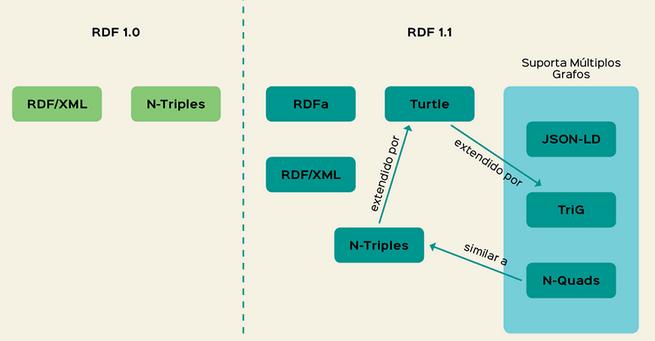 RDF 1.0
RDF/XML
N-Triples
RDF 1.1
RDFa
Turtle
RDF/XML
N-Triples
extendido por
extendido por
similar a
Suporta Múltiplos
Grafos
JSON-LD
TriG
N-Quads